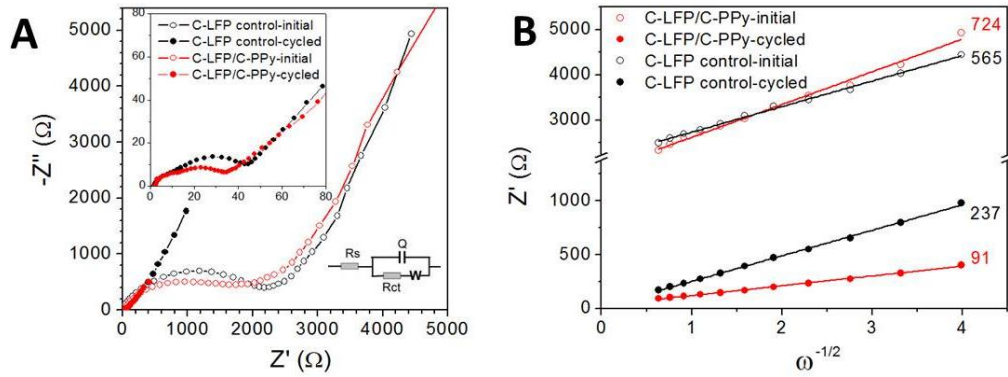 A
-Z'' (Ω)
5000
4000
3000
2000
1000
0
0
1000
2000
3000
4000
5000
Z' (Ω)
C-LFP control-initial
C-LFP control-cycled
C-LFP/C-PPy-initial
C-LFP/C-PPy-cycled
80
60
40
20
0
0
20
40
60
80
Rs
Q
Rct
W
B
Z' (Ω)
5000
4000
3000
1000
500
0
0
1
2
3
4
ω-1/2
C-LFP/C-PPy-initial
C-LFP/C-PPy-cycled
C-LFP control-initial
C-LFP control-cycled
724
565
237
91